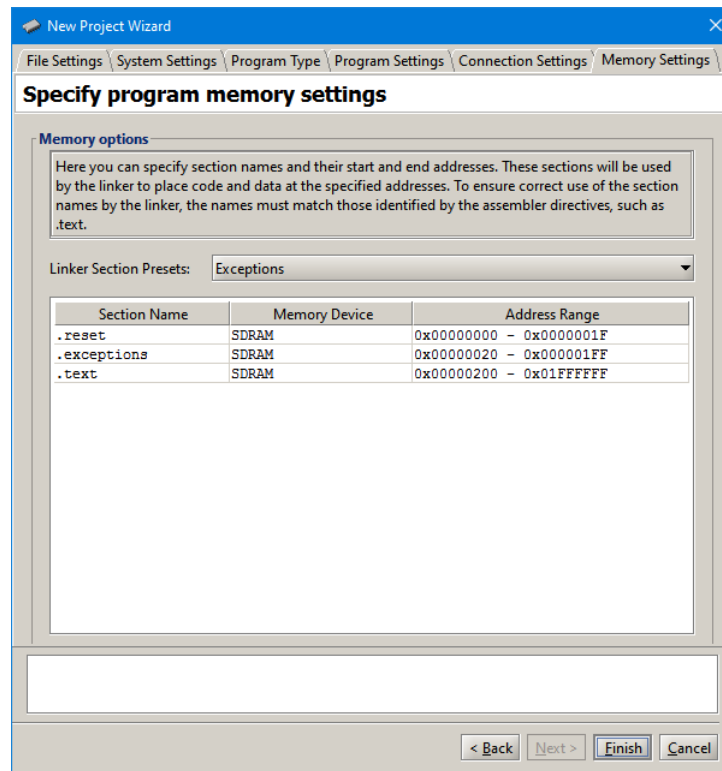 New Project Wizard
File Settings System Settings Program Type Program Settings Connection Settings Memory Settings
Specify program memory settings
Memory options
Here you can specify section names and their start and end addresses. These sections will be used
by the linker to place code and data at the specified addresses. To ensure correct use of the section
names by the linker, the names must match those identified by the assembler directives, such as
.text.
Linker Section Presets: Exceptions
Section Name Memory Device Address Range
.reset SDRAM 0x00000000 - 0x0000001F
.exceptions SDRAM 0x00000020 - 0x000001FF
.text SDRAM 0x00000200 - 0x01FFFFFF
< Back Next > Finish Cancel